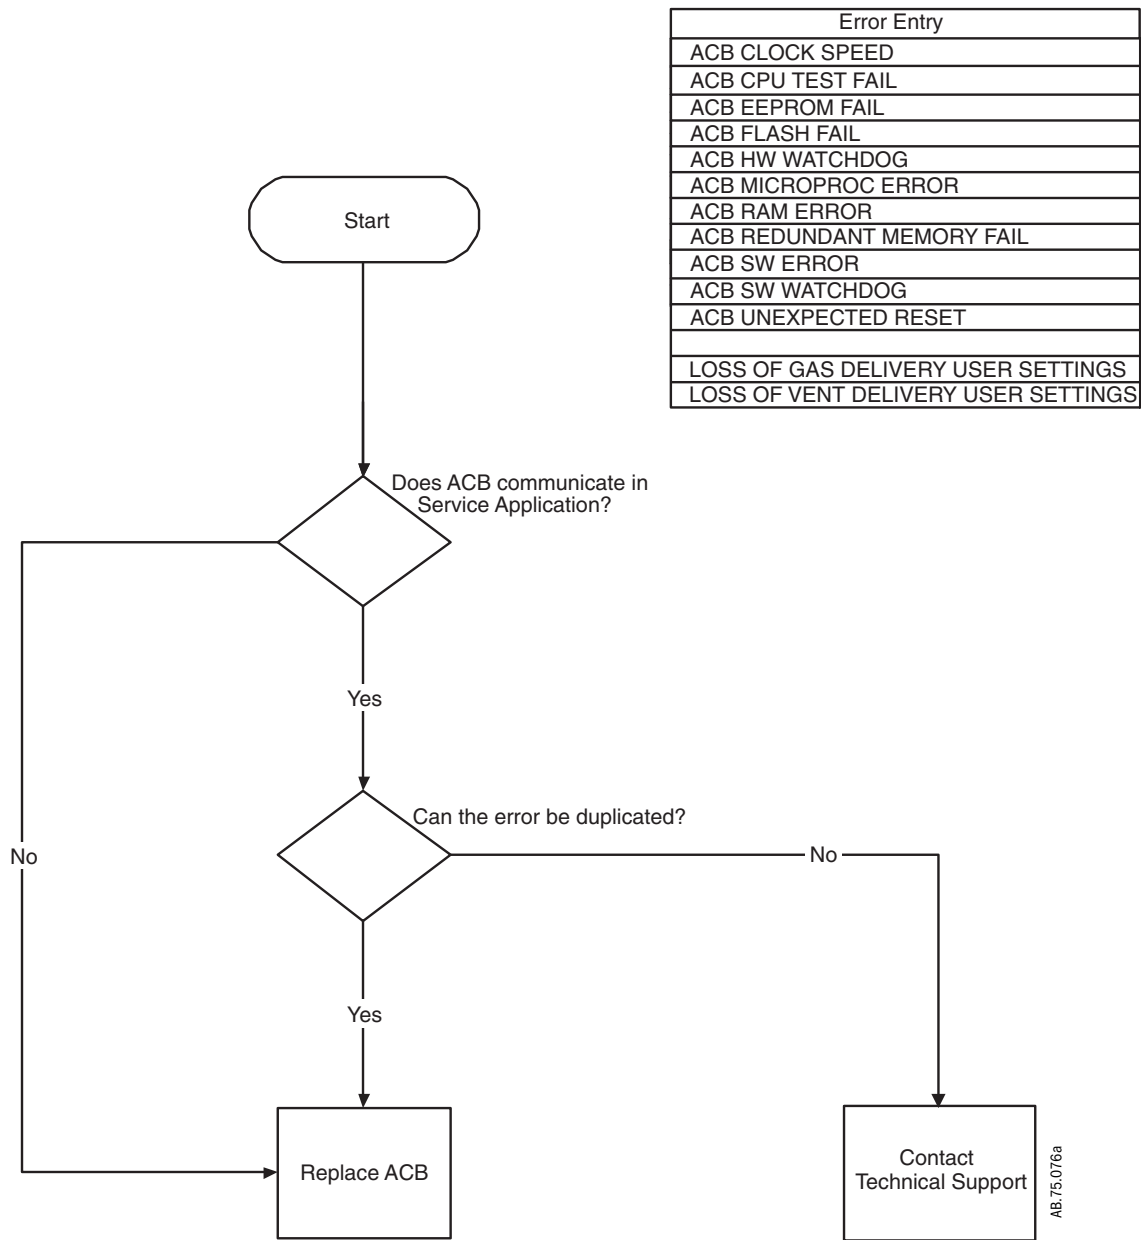 Error Entry
ACB CLOCK SPEED
ACB CPU TEST FAIL
ACB EEPROM FAIL
ACB FLASH FAIL
ACB HW WATCHDOG
ACB MICROPROC ERROR
ACB RAM ERROR
ACB REDUNDANT MEMORY FAIL
ACB SW ERROR
ACB SW WATCHDOG
ACB UNEXPECTED RESET
LOSS OF GAS DELIVERY USER SETTINGS
LOSS OF VENT DELIVERY USER SETTINGS
Start
Does ACB communicate in
Service Application?
Yes
Can the error be duplicated?
No
No
Yes
Replace ACB
Contact
Technical Support
AB.75.076a